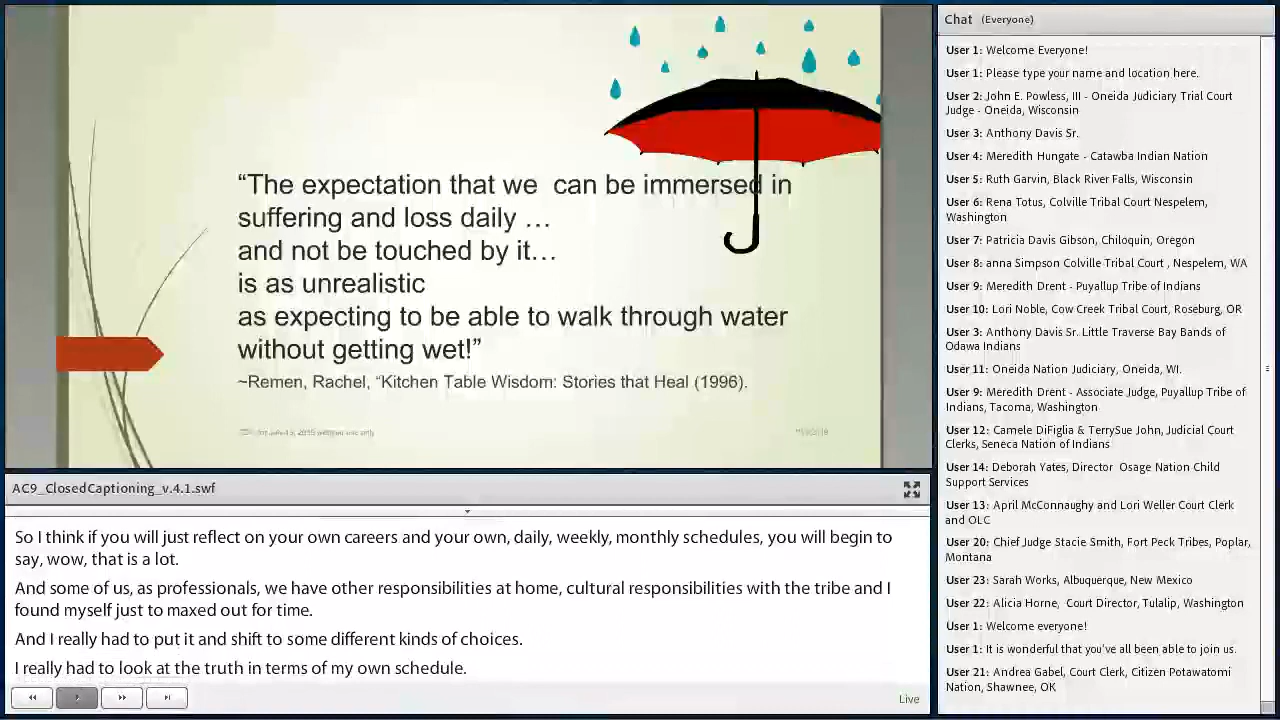 “The expectation that we can be immersed in
suffering and loss daily …
and not be touched by it…
is as unrealistic
as expecting to be able to walk through water
without getting wet!”
~Remen, Rachel, “Kitchen Table Wisdom: Stories that Heal (1996).
AC9_ClosedCaptioning_v.4.1.swf
So I think if you will just reflect on your own careers and your own, daily, weekly, monthly schedules, you will begin to
say, wow, that is a lot.
And some of us, as professionals, we have other responsibilities at home, cultural responsibilities with the tribe and I
found myself just to maxed out for time.
And I really had to put it and shift to some different kinds of choices.
I really had to look at the truth in terms of my own schedule.
Live
Chat (Everyone)
User 1: Welcome Everyone!
User 1: Please type your name and location here.
User 2: John E. Powless, III - Oneida Judiciary Trial Court
Judge - Oneida, Wisconsin
User 3: Anthony Davis Sr.
User 4: Meredith Hungate - Catawba Indian Nation
User 5: Ruth Garvin, Black River Falls, Wisconsin
User 6: Rena Totus, Colville Tribal Court Nespelem,
Washington
User 7: Patricia Davis Gibson, Chiloquin, Oregon
User 8: anna Simpson Colville Tribal Court , Nespelem, WA
User 9: Meredith Drent - Puyallup Tribe of Indians
User 10: Lori Noble, Cow Creek Tribal Court, Roseburg, OR
User 3: Anthony Davis Sr. Little Traverse Bay Bands of
Odawa Indians
User 11: Oneida Nation Judiciary, Oneida, WI.
User 9: Meredith Drent - Associate Judge, Puyallup Tribe of
Indians, Tacoma, Washington
User 12: Camele DiFiglia & TerrySue John, Judicial Court
Clerks, Seneca Nation of Indians
User 14: Deborah Yates, Director Osage Nation Child
Support Services
User 13: April McConnaughy and Lori Weller Court Clerk
and OLC
User 20: Chief Judge Stacie Smith, Fort Peck Tribes, Poplar,
Montana
User 23: Sarah Works, Albuquerque, New Mexico
User 22: Alicia Horne, Court Director, Tulalip, Washington
User 1: Welcome everyone!
User 1: It is wonderful that you've all been able to join us.
User 21: Andrea Gabel, Court Clerk, Citizen Potawatomi
Nation, Shawnee, OK